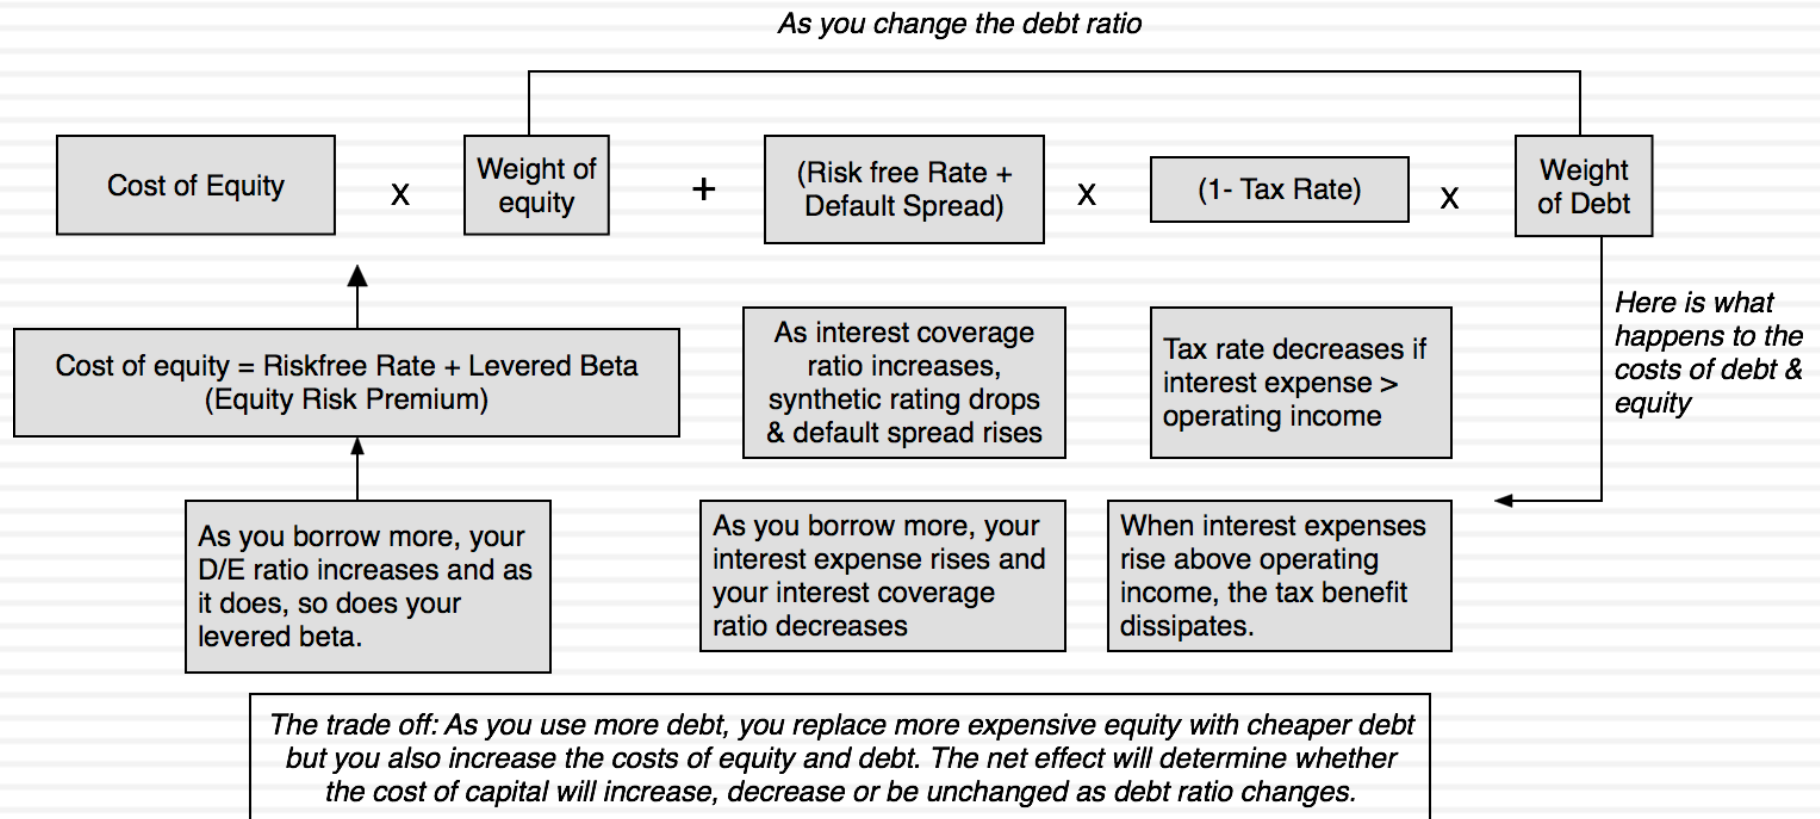 As you change the debt ratio
Cost of Equity
x
Weight of
equity
+
(Risk free Rate +
Default Spread)
x
(1- Tax Rate)
x
Weight
of Debt
Here is what
happens to the
costs of debt &
equity
Cost of equity = Riskfree Rate + Levered Beta
(Equity Risk Premium)
As interest coverage
ratio increases,
synthetic rating drops
& default spread rises
Tax rate decreases if
interest expense >
operating income
As you borrow more, your
D/E ratio increases and as
it does, so does your
levered beta.
As you borrow more, your
interest expense rises and
your interest coverage
ratio decreases
When interest expenses
rise above operating
income, the tax benefit
dissipates.
The trade off: As you use more debt, you replace more expensive equity with cheaper debt
but you also increase the costs of equity and debt. The net effect will determine whether
the cost of capital will increase, decrease or be unchanged as debt ratio changes.